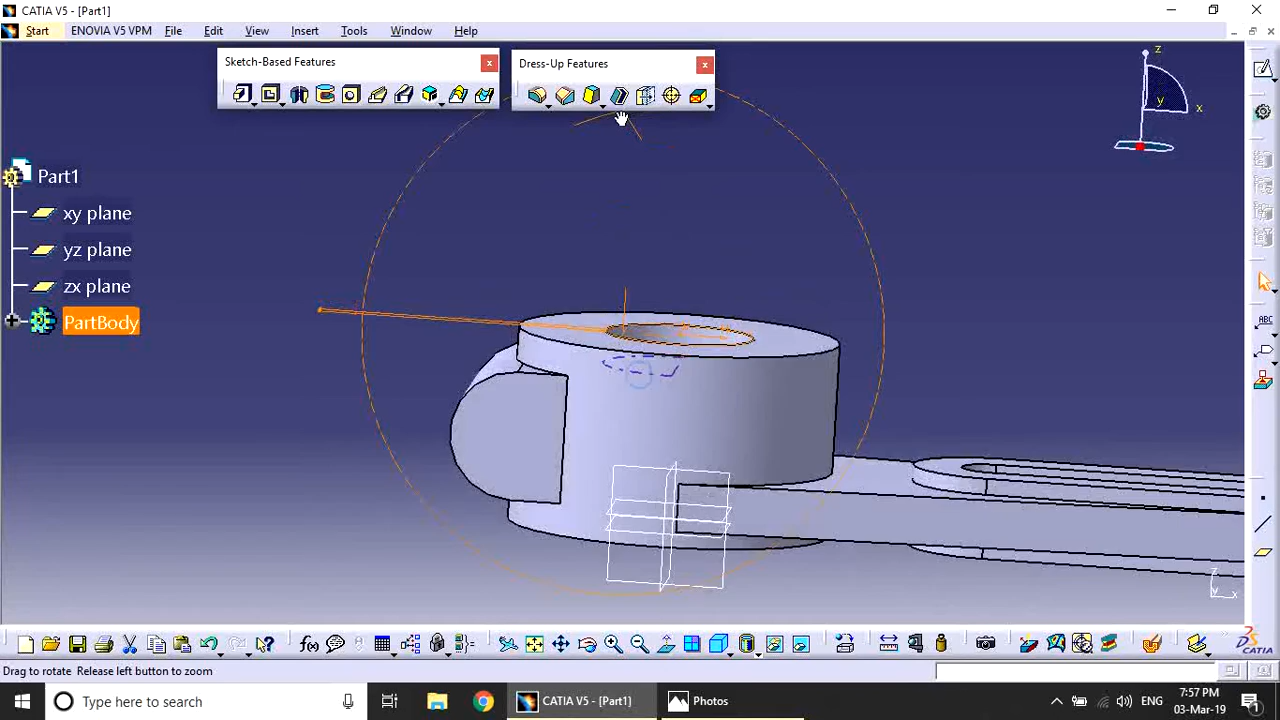 CATIA V5 - [Part1]
Start ENOVIA V5 VPM File Edit View Insert Tools Window Help
Sketch-Based Features
Dress-Up Features
z
x
y
Part1
xy plane
yz plane
zx plane
PartBody
ABC
z
x
f(x)
CATIA
Drag to rotate Release left button to zoom
Type here to search
CATIA V5 - [Part1]
Photos
ENG
7:57 PM
03-Mar-19